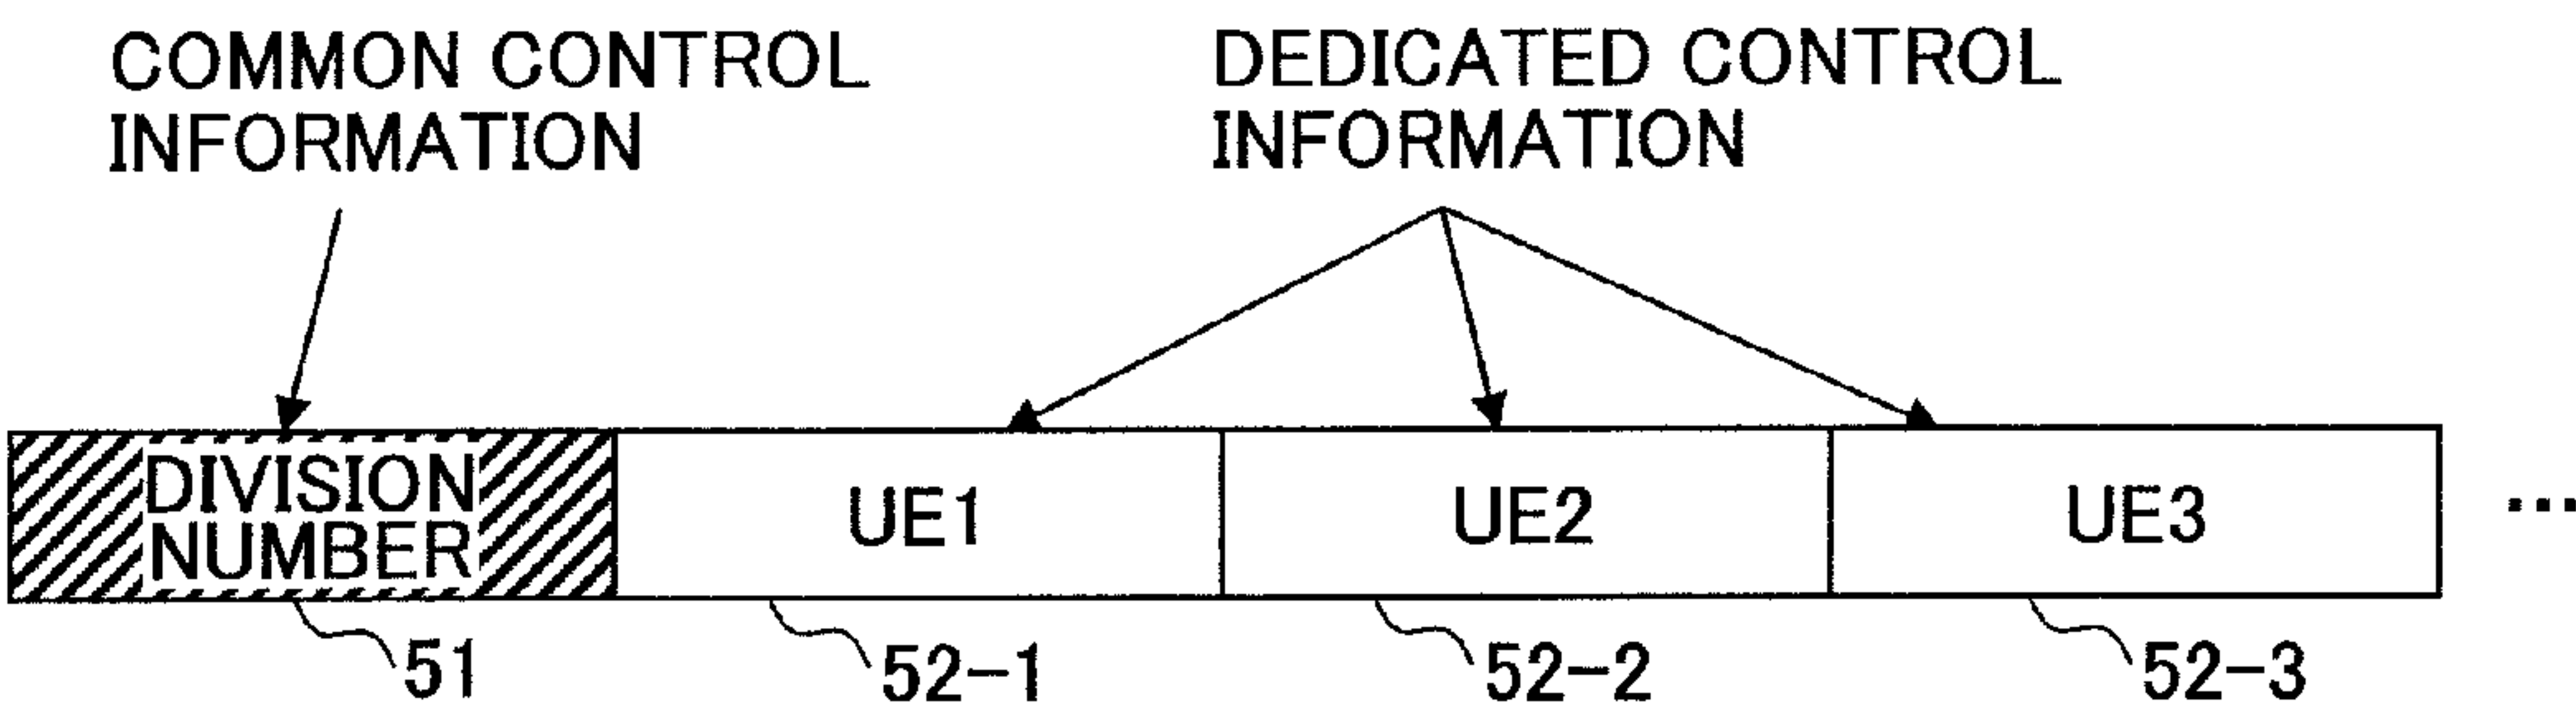 COMMON CONTROL
INFORMATION
DEDICATED CONTROL
INFORMATION
DIVISION
NUMBER
UE1
UE2
UE3
...
51
52-1
52-2
52-3